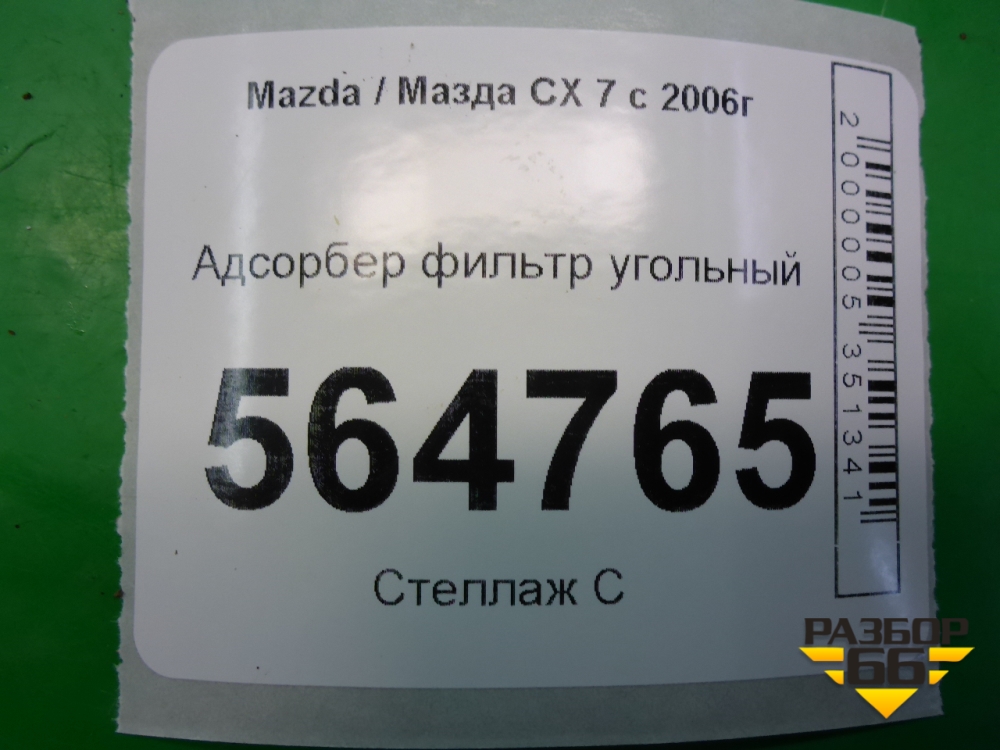 Mazda / Мазда CX 7 с 2006г
Адсорбер фильтр угольный
564765
Стеллаж С
2000005351341
РАЗБОР
66